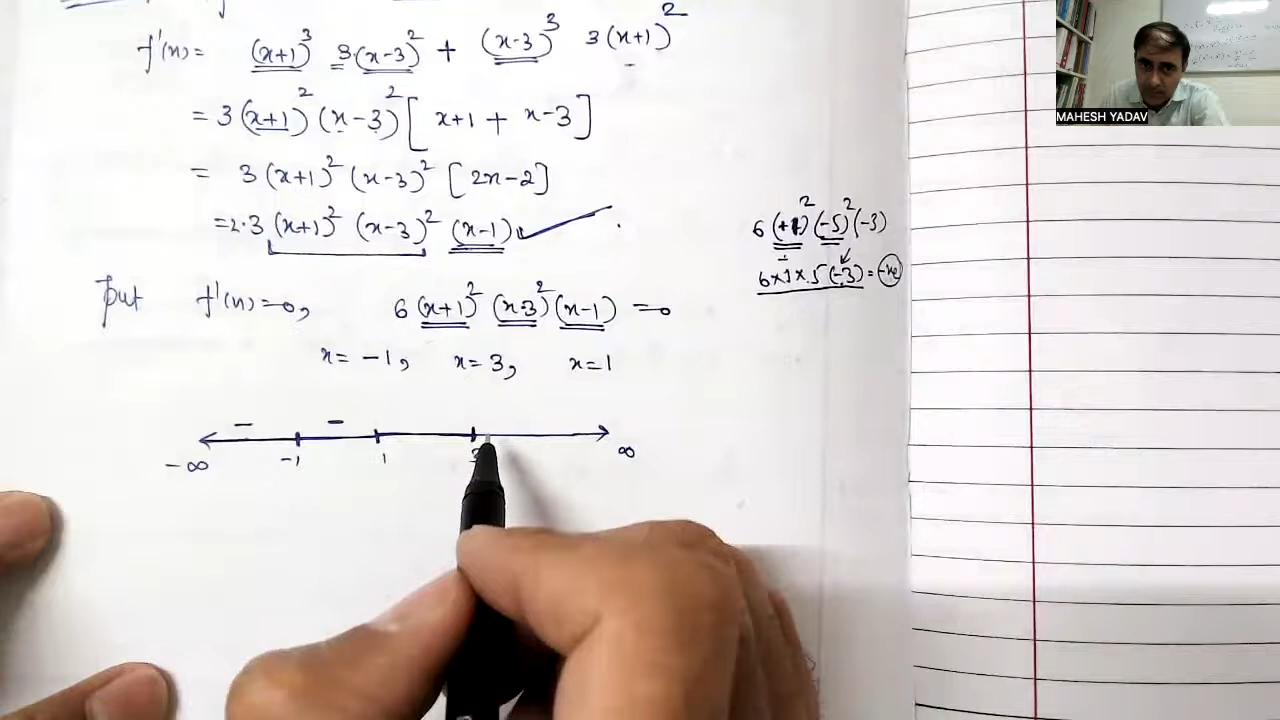 f'(x) = (x+1)³ 3·(x-3)² + (x-3)³ 3(x+1)²
= 3(x+1)²(x-3)² [x+1 + x-3]
= 3(x+1)² (x-3)² [2x-2]
=2·3 (x+1)² (x-3)² (x-1)
Put f'(x)=0, 6(x+1)² (x-3)² (x-1) =0
x= -1, x=3, x=1
- -
-∞ -1 1 3 ∞
6 (+1)² (-5)² (-3)
6×1×5(-3) = -ve
MAHESH YADAV